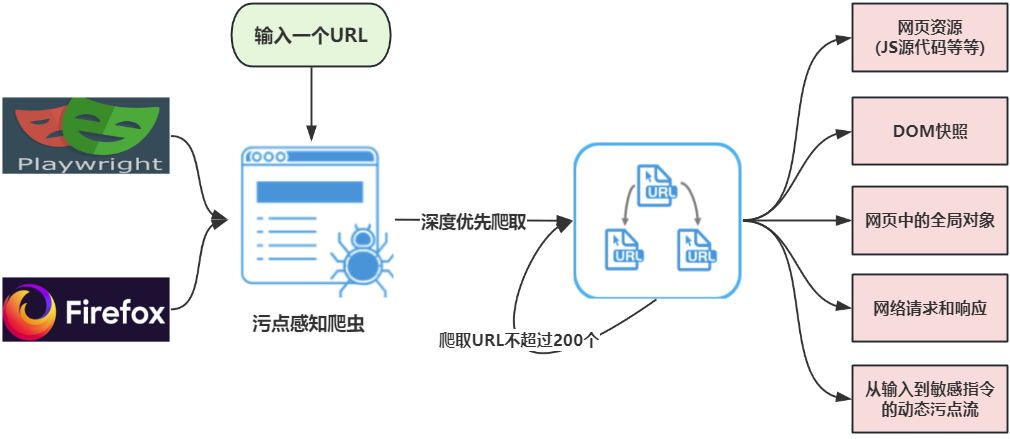 输入一个URL
Playwright
Firefox
污点感知爬虫
深度优先爬取
URL
URL
URL
爬取URL不超过200个
网页资源
(JS源代码等等)
DOM快照
网页中的全局对象
网络请求和响应
从输入到敏感指令
的动态污点流